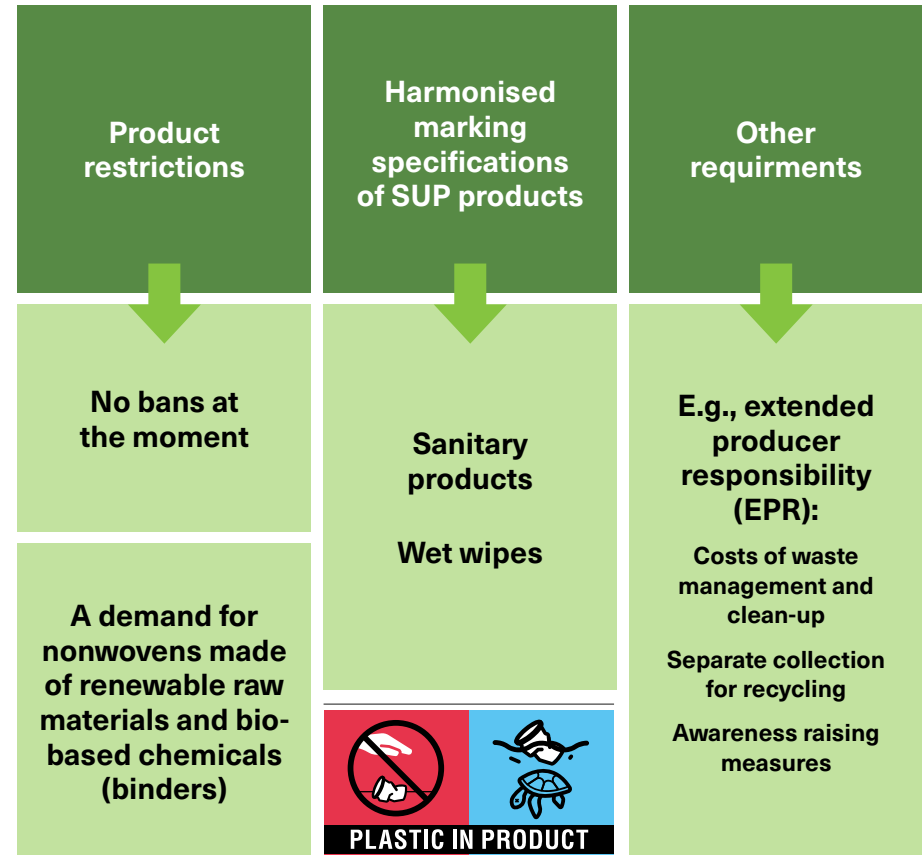 Product
restrictions
No bans at
the moment
A demand for
nonwovens made
of renewable raw
materials and bio-
based chemicals
(binders)
Harmonised
marking
specifications
of SUP products
Sanitary
products
Wet wipes
PLASTIC IN PRODUCT
Other
requirments
E.g., extended
producer
responsibility
(EPR):
Costs of waste
management and
clean-up
Separate collection
for recycling
Awareness raising
measures